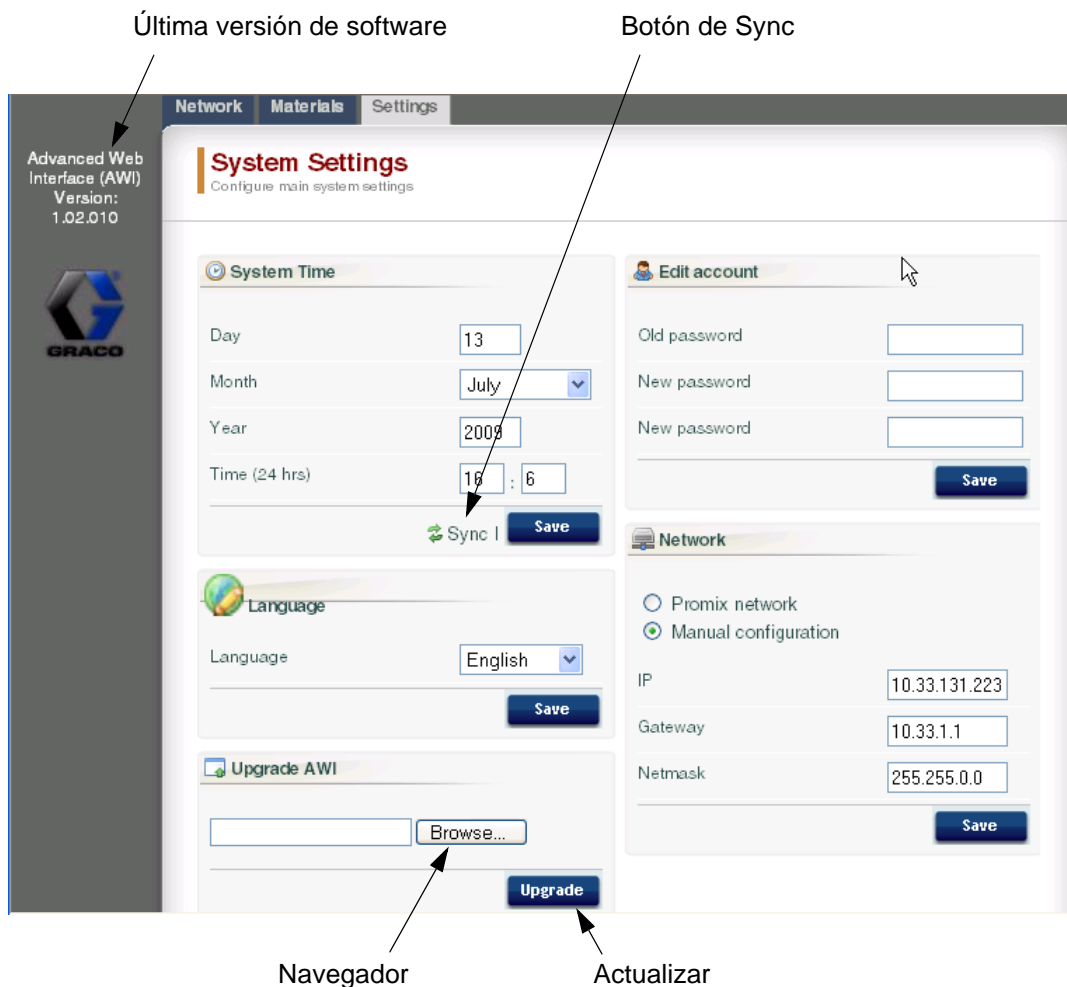 Última versión de software
Botón de Sync
Network Materials Settings
Advanced Web
Interface (AWI)
Version:
1.02.010
GRACO
System Settings
Configure main system settings
System Time
Day 13
Month July
Year 2009
Time (24 hrs) 16 : 6
Sync | Save
Language
Language English
Save
Upgrade AWI
Browse...
Upgrade
Edit account
Old password
New password
New password
Save
Network
Promix network
Manual configuration
IP 10.33.131.223
Gateway 10.33.1.1
Netmask 255.255.0.0
Save
Navegador
Actualizar